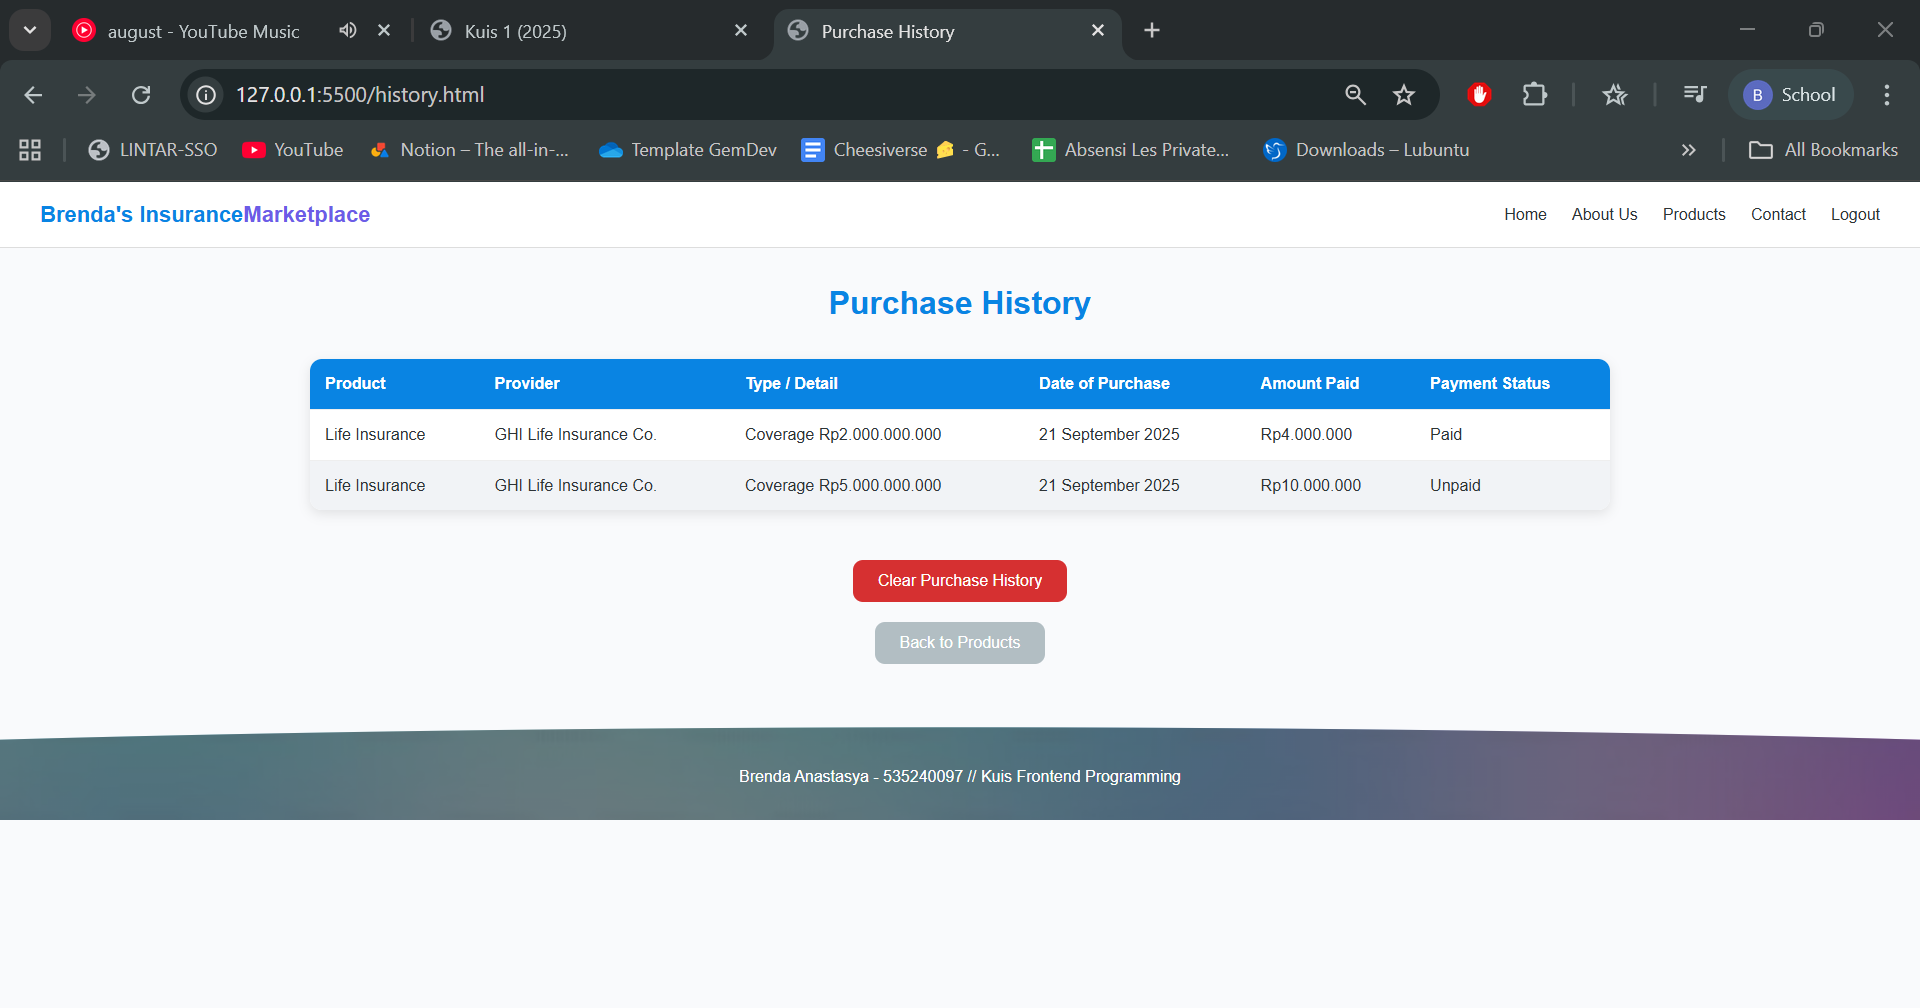 august - YouTube Music
Kuis 1 (2025)
Purchase History
127.0.0.1:5500/history.html
B School
LINTAR-SSO
YouTube
Notion – The all-in-...
Template GemDev
Cheesiverse 🧀 - G...
Absensi Les Private...
Downloads – Lubuntu
All Bookmarks
Brenda's InsuranceMarketplace
Home About Us Products Contact Logout
Purchase History
Product Provider Type / Detail Date of Purchase Amount Paid Payment Status
Life Insurance GHI Life Insurance Co. Coverage Rp2.000.000.000 21 September 2025 Rp4.000.000 Paid
Life Insurance GHI Life Insurance Co. Coverage Rp5.000.000.000 21 September 2025 Rp10.000.000 Unpaid
Clear Purchase History
Back to Products
Brenda Anastasya - 535240097 // Kuis Frontend Programming